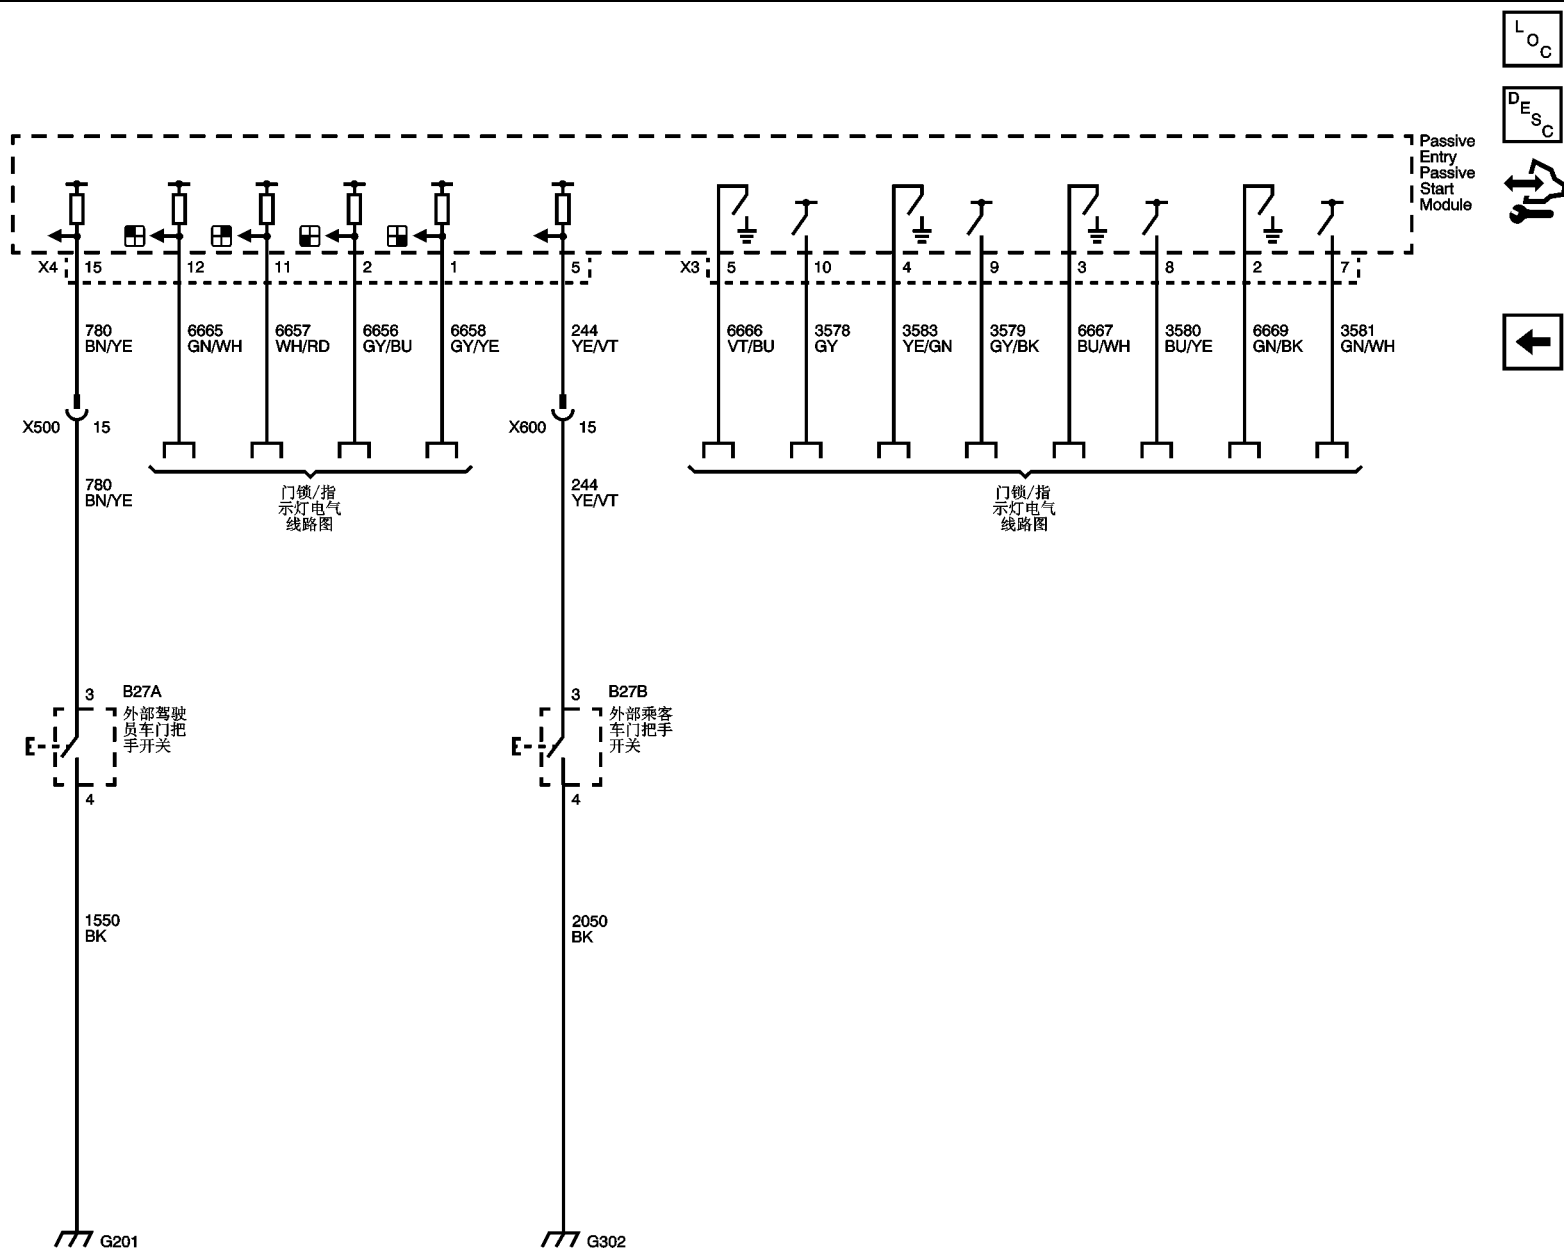 L O C
D E S C
Passive
Entry
Passive
Start
Module
X4 15 12 11 2 1 5 X3 5 10 4 9 3 8 2 7
780 6665 6657 6656 6658 244 6666 3578 3583 3579 6667 3580 6669 3581
BN/YE GN/WH WH/RD GY/BU GY/YE YE/VT VT/BU GY YE/GN GY/BK BU/WH BU/YE GN/BK GN/WH
X500 15 X600 15
780 244
BN/YE YE/VT
门锁/指
示灯电气
线路图
门锁/指
示灯电气
线路图
3 B27A
外部驾驶
员车门把
手开关
4
3 B27B
外部乘客
车门把手
开关
4
1550 2050
BK BK
G201 G302